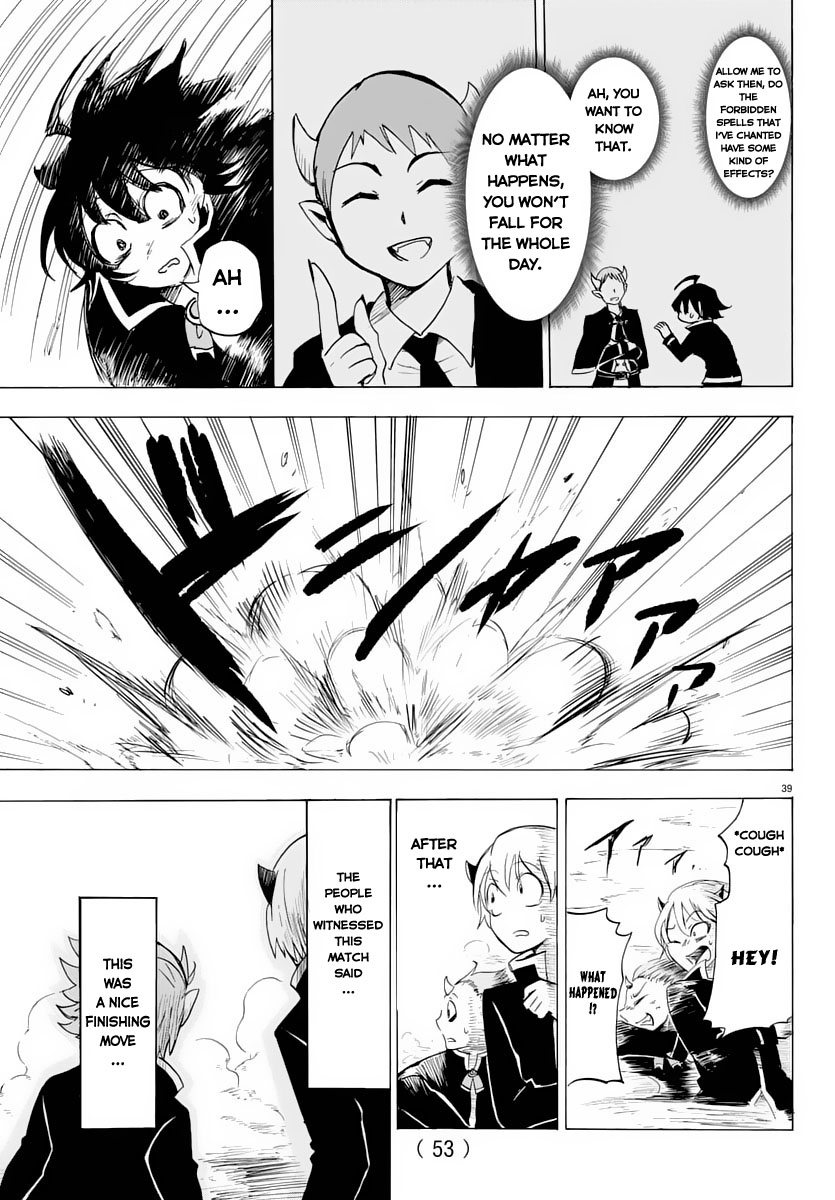 ALLOW ME TO
ASK THEN, DO
THE
FORBIDDEN
SPELLS THAT
I'VE CHANTED
HAVE SOME
KIND OF
EFFECTS?
AH, YOU
WANT TO
KNOW
THAT.
NO MATTER
WHAT
HAPPENS,
YOU WON'T
FALL FOR
THE WHOLE
DAY.
AH
...
ドシャアアア
39
*COUGH
COUGH*
HEY!
WHAT
HAPPENED
!?
AFTER
THAT
...
THE
PEOPLE
WHO
WITNESSED
THIS
MATCH
SAID
...
THIS
WAS
A NICE
FINISHING
MOVE
...
( 53 )